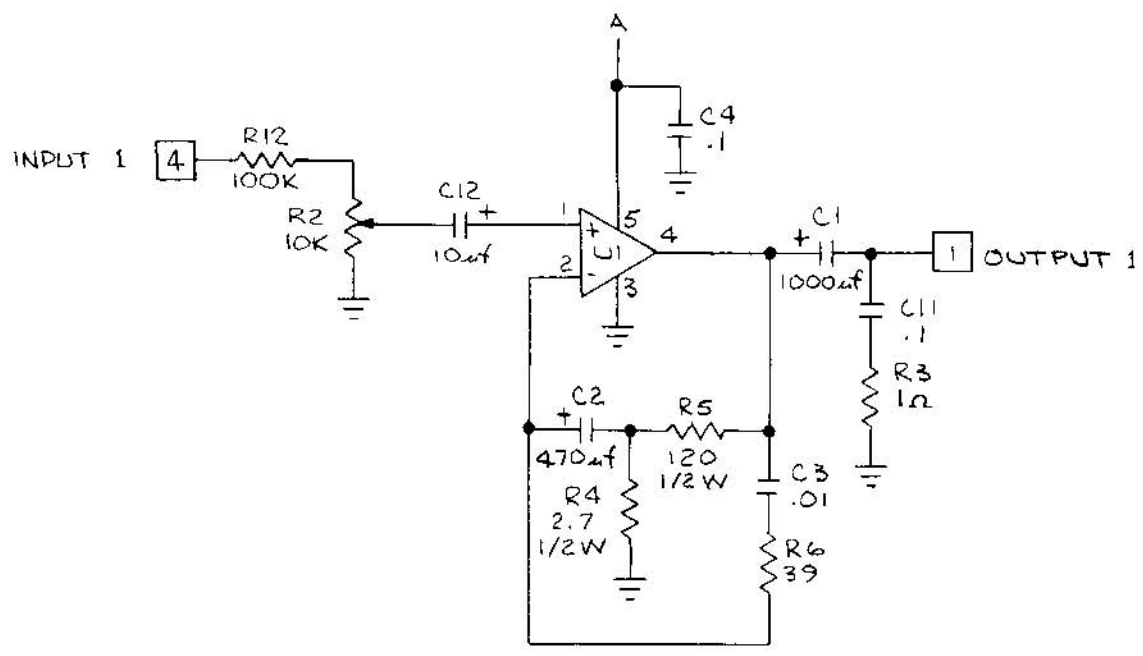 A
C4
.1
INPUT 1
4
R12
100K
R2
10K
C12
+
10uf
1
+
2
-
U1
5
4
3
+
C1
1000uf
1
OUTPUT 1
C11
.1
R3
1Ω
+
C2
470uf
R5
120
1/2W
R4
2.7
1/2W
C3
.01
R6
39